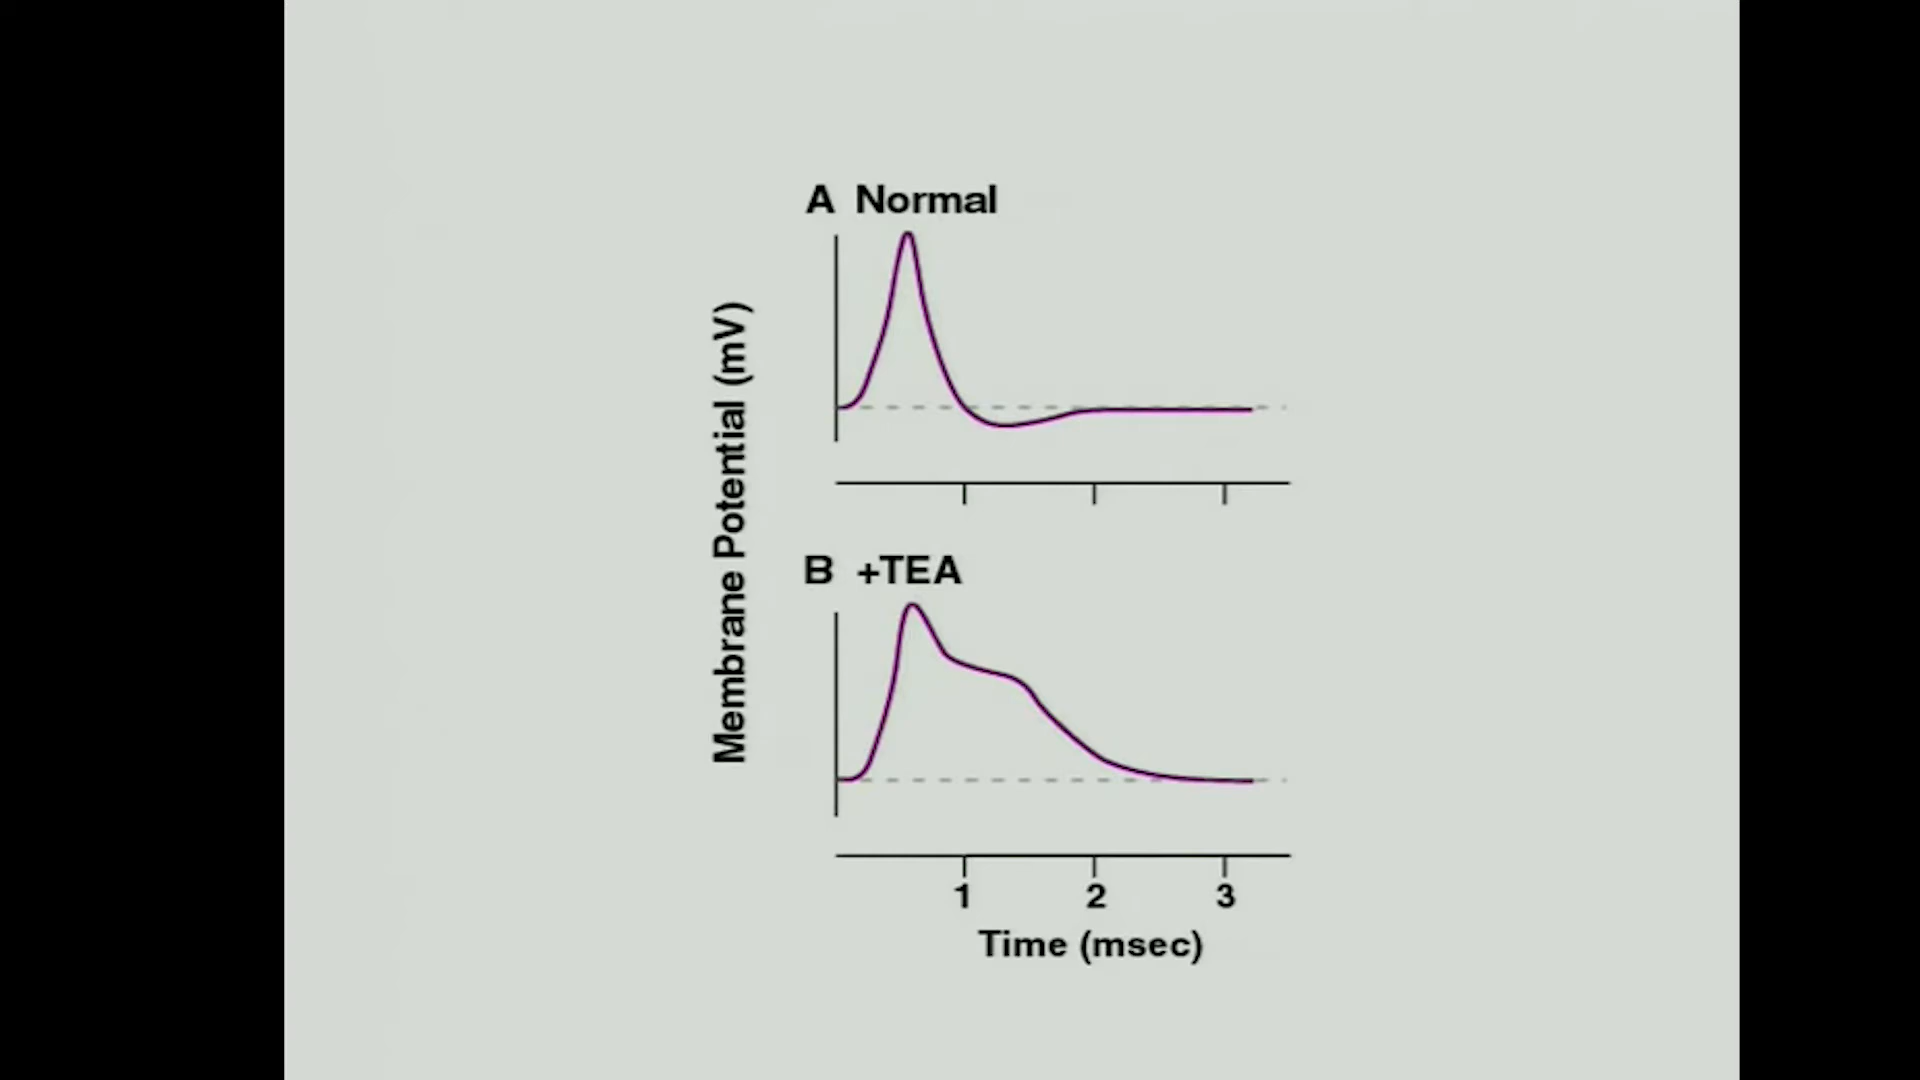 A Normal
Membrane Potential (mV)
B +TEA
1 2 3
Time (msec)